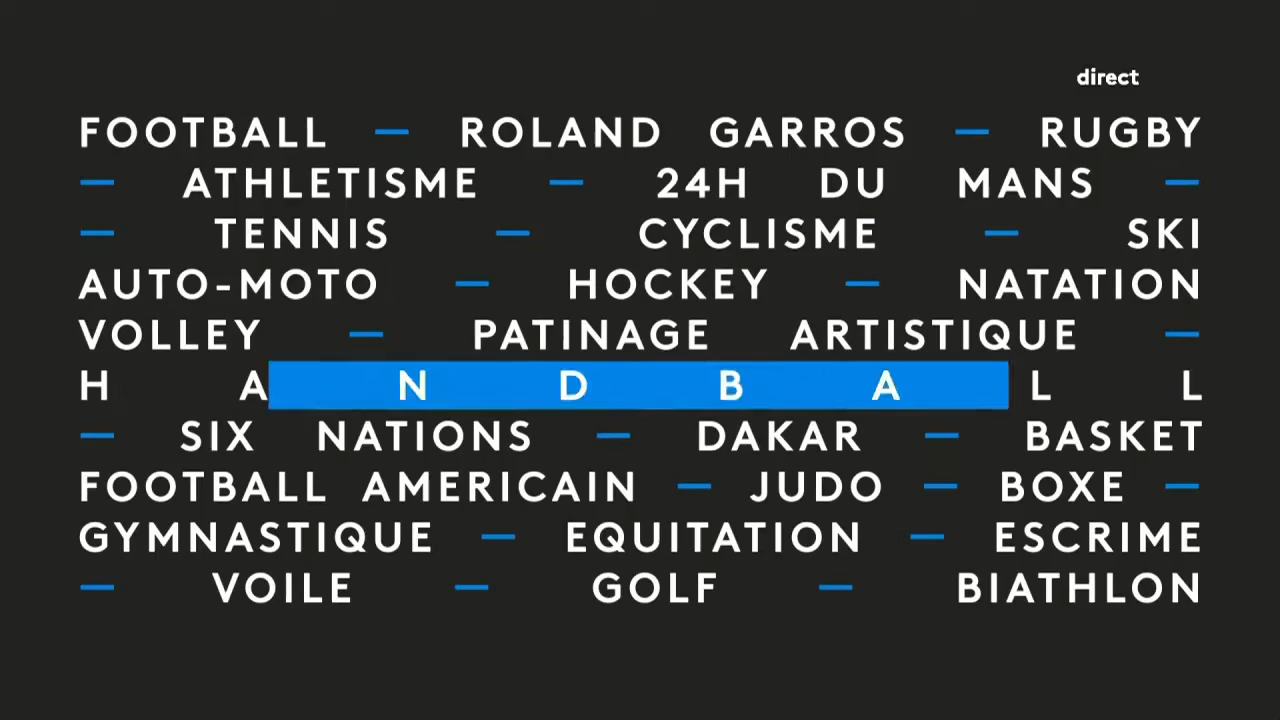 direct
FOOTBALL — ROLAND GARROS — RUGBY
— ATHLETISME — 24H DU MANS —
— TENNIS — CYCLISME — SKI
AUTO-MOTO — HOCKEY — NATATION
VOLLEY — PATINAGE ARTISTIQUE —
HANDBALL
— SIX NATIONS — DAKAR — BASKET
FOOTBALL AMERICAIN — JUDO — BOXE —
GYMNASTIQUE — EQUITATION — ESCRIME
— VOILE — GOLF — BIATHLON